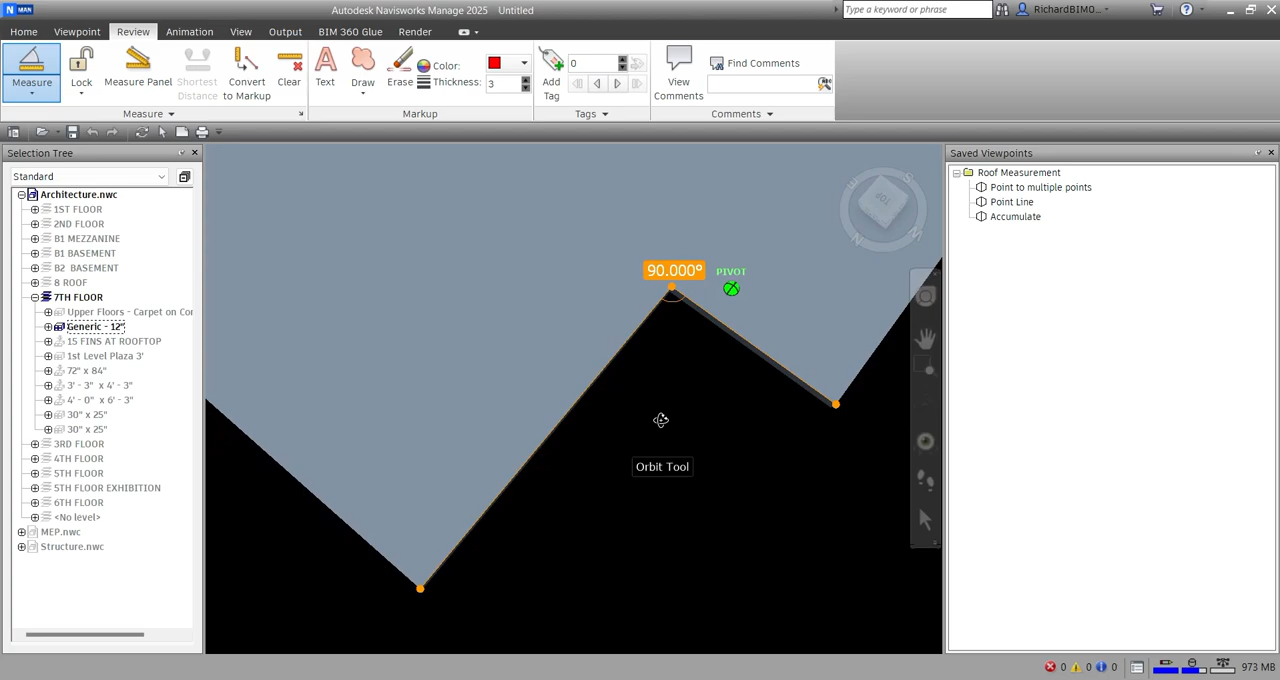 N MAN
Autodesk Navisworks Manage 2025 Untitled
Type a keyword or phrase
RichardBIMO...
Home Viewpoint Review Animation View Output BIM 360 Glue Render
Measure
Lock
Measure Panel
Shortest
Distance
Convert
to Markup
Clear
Measure
Text
Draw
Erase
Color:
Thickness:
3
Markup
Add
Tag
0
Tags
View
Comments
Find Comments
Comments
Selection Tree
Standard
Architecture.nwc
1ST FLOOR
2ND FLOOR
B1 MEZZANINE
B1 BASEMENT
B2 BASEMENT
8 ROOF
7TH FLOOR
Upper Floors - Carpet on Cor
Generic - 12"
15 FINS AT ROOFTOP
1st Level Plaza 3'
72" x 84"
3' - 3" x 4' - 3"
4' - 0" x 6' - 3"
30" x 25"
30" x 25"
3RD FLOOR
4TH FLOOR
5TH FLOOR
5TH FLOOR EXHIBITION
6TH FLOOR
<No level>
MEP.nwc
Structure.nwc
90.000°
PIVOT
Orbit Tool
TOP
E
S
N
W
Saved Viewpoints
Roof Measurement
Point to multiple points
Point Line
Accumulate
0 0 0
973 MB